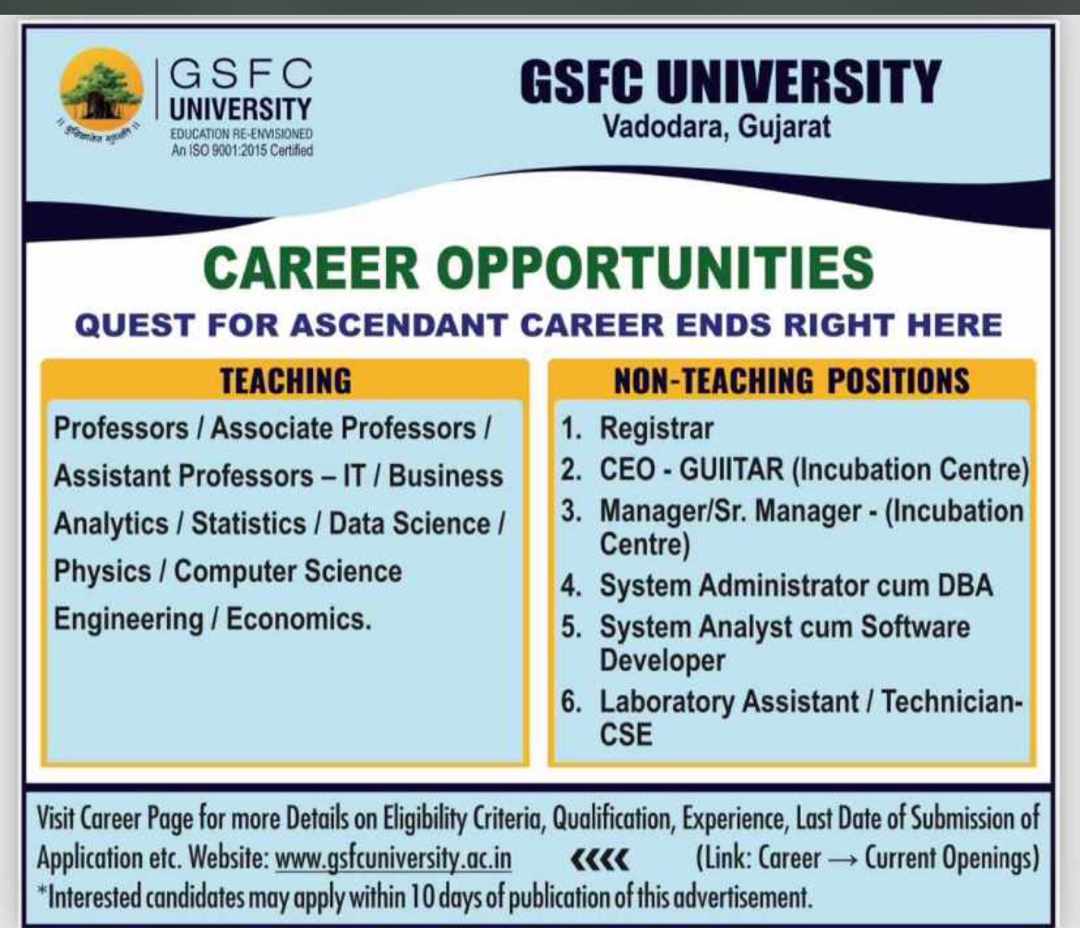 GSFC
UNIVERSITY
EDUCATION RE-ENVISIONED
An ISO 9001:2015 Certified
GSFC UNIVERSITY
Vadodara, Gujarat
CAREER OPPORTUNITIES
QUEST FOR ASCENDANT CAREER ENDS RIGHT HERE
TEACHING
Professors / Associate Professors /
Assistant Professors – IT / Business
Analytics / Statistics / Data Science /
Physics / Computer Science
Engineering / Economics.
NON-TEACHING POSITIONS
1. Registrar
2. CEO - GUIITAR (Incubation Centre)
3. Manager/Sr. Manager - (Incubation
Centre)
4. System Administrator cum DBA
5. System Analyst cum Software
Developer
6. Laboratory Assistant / Technician-
CSE
Visit Career Page for more Details on Eligibility Criteria, Qualification, Experience, Last Date of Submission of
Application etc. Website: www.gsfcuniversity.ac.in <<<< (Link: Career → Current Openings)
*Interested candidates may apply within 10 days of publication of this advertisement.